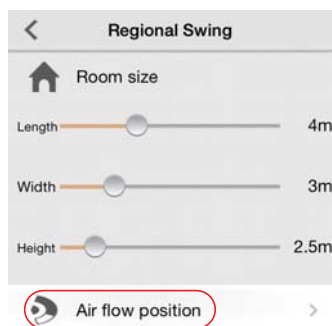 Regional Swing
Room size
Length 4m
Width 3m
Height 2.5m
Air flow position